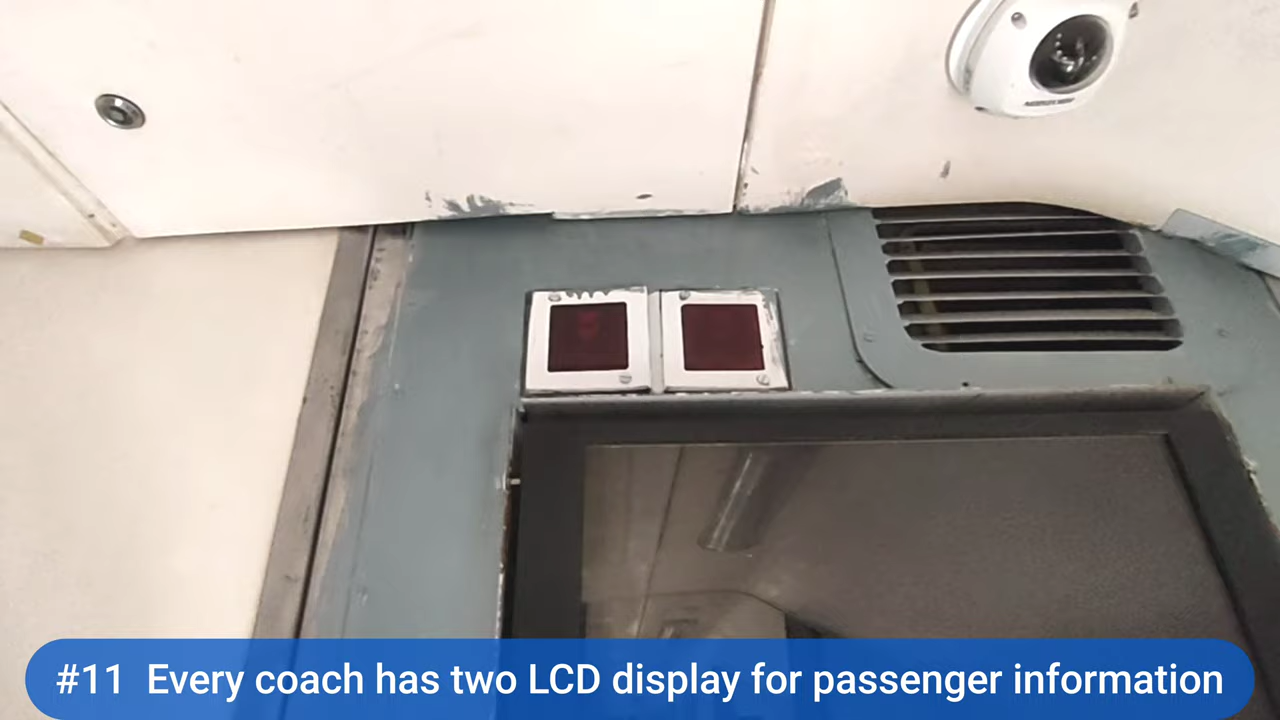 #11 Every coach has two LCD display for passenger information